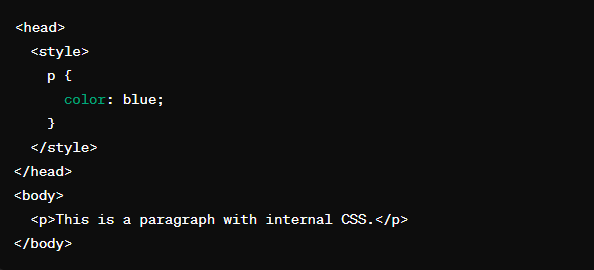 <head>
  <style>
    p {
      color: blue;
    }
  </style>
</head>
<body>
  <p>This is a paragraph with internal CSS.</p>
</body>